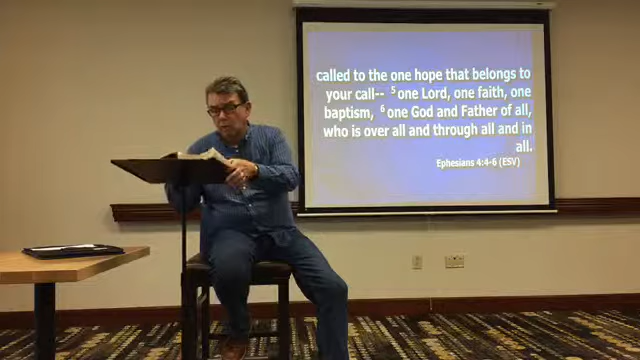 called to the one hope that belongs to
your call-- 5 one Lord, one faith, one
baptism, 6 one God and Father of all,
who is over all and through all and in
all.
Ephesians 4:4-6 (ESV)